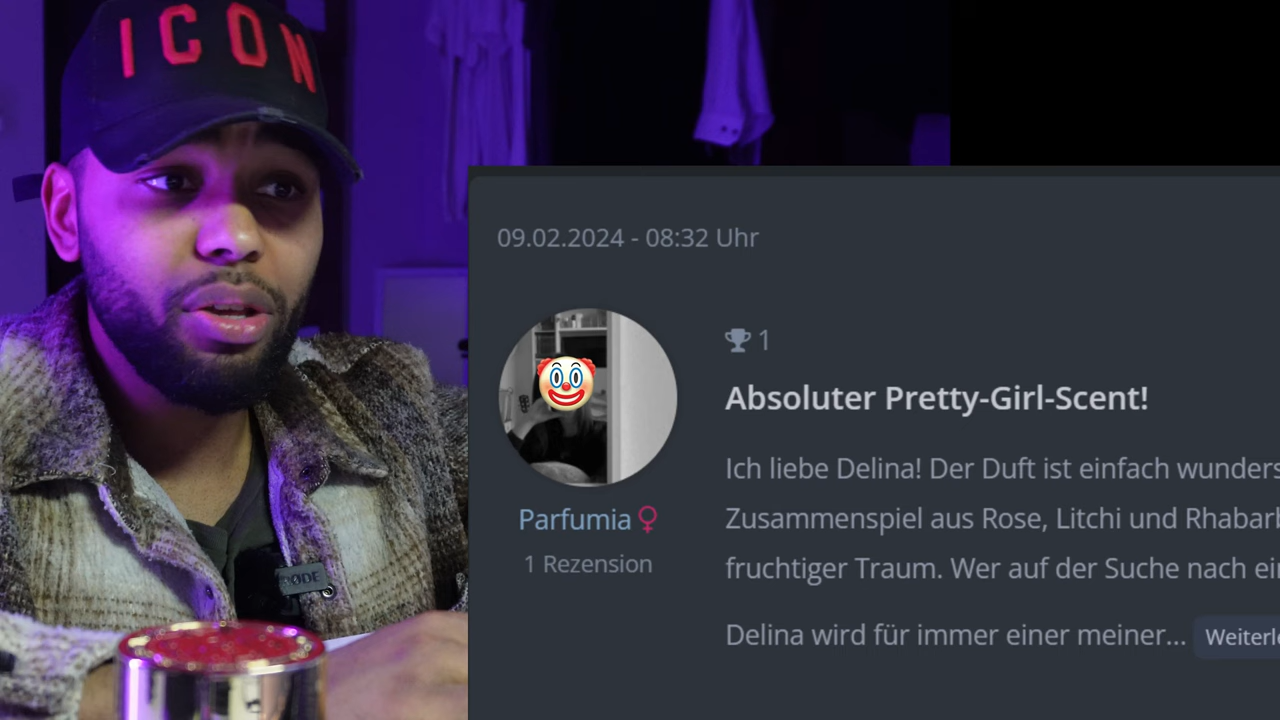 ICON
09.02.2024 - 08:32 Uhr
1
Absoluter Pretty-Girl-Scent!
Ich liebe Delina! Der Duft ist einfach wunders
Zusammenspiel aus Rose, Litchi und Rhabarb
fruchtiger Traum. Wer auf der Suche nach ein
Delina wird für immer einer meiner... Weiterle
Parfumia
1 Rezension
RØDE